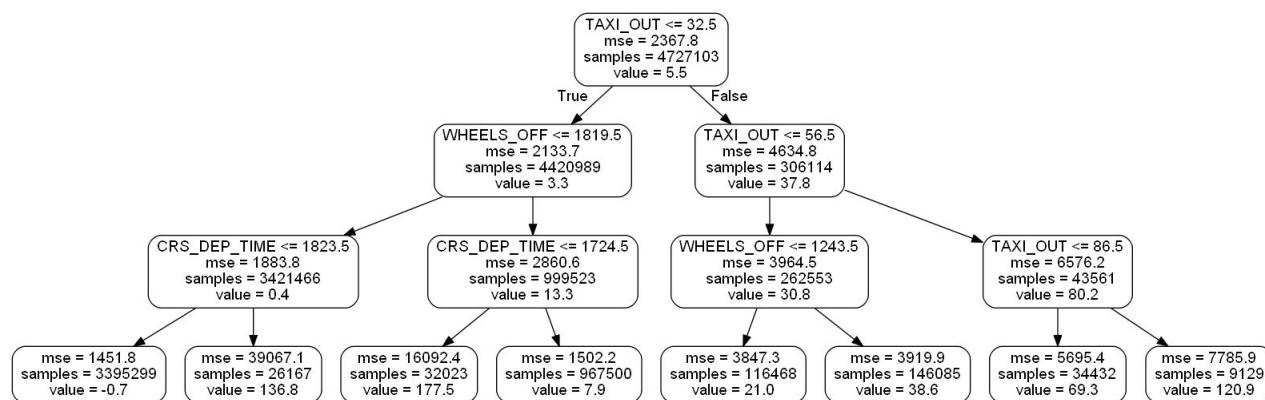 TAXI_OUT <= 32.5
mse = 2367.8
samples = 4727103
value = 5.5
True
False
WHEELS_OFF <= 1819.5
mse = 2133.7
samples = 4420989
value = 3.3
TAXI_OUT <= 56.5
mse = 4634.8
samples = 306114
value = 37.8
CRS_DEP_TIME <= 1823.5
mse = 1883.8
samples = 3421466
value = 0.4
CRS_DEP_TIME <= 1724.5
mse = 2860.6
samples = 999523
value = 13.3
WHEELS_OFF <= 1243.5
mse = 3964.5
samples = 262553
value = 30.8
TAXI_OUT <= 86.5
mse = 6576.2
samples = 43561
value = 80.2
mse = 1451.8
samples = 3395299
value = -0.7
mse = 39067.1
samples = 26167
value = 136.8
mse = 16092.4
samples = 32023
value = 177.5
mse = 1502.2
samples = 967500
value = 7.9
mse = 3847.3
samples = 116468
value = 21.0
mse = 3919.9
samples = 146085
value = 38.6
mse = 5695.4
samples = 34432
value = 69.3
mse = 7785.9
samples = 9129
value = 120.9